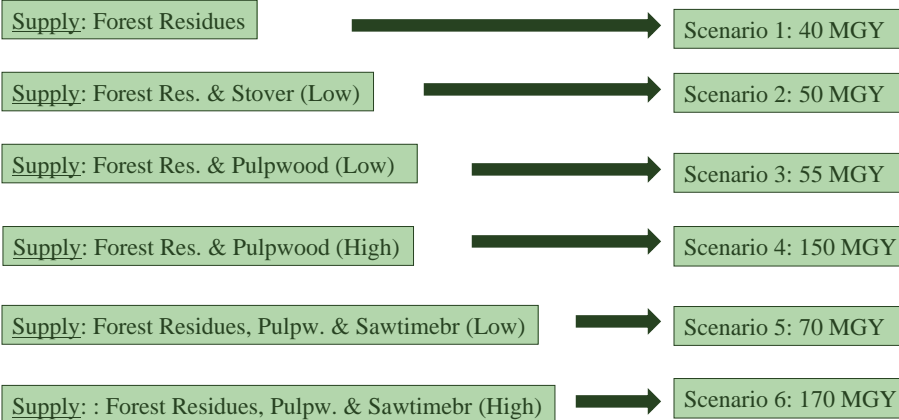 Supply: Forest Residues
Scenario 1: 40 MGY
Supply: Forest Res. & Stover (Low)
Scenario 2: 50 MGY
Supply: Forest Res. & Pulpwood (Low)
Scenario 3: 55 MGY
Supply: Forest Res. & Pulpwood (High)
Scenario 4: 150 MGY
Supply: Forest Residues, Pulpw. & Sawtimebr (Low)
Scenario 5: 70 MGY
Supply: : Forest Residues, Pulpw. & Sawtimebr (High)
Scenario 6: 170 MGY